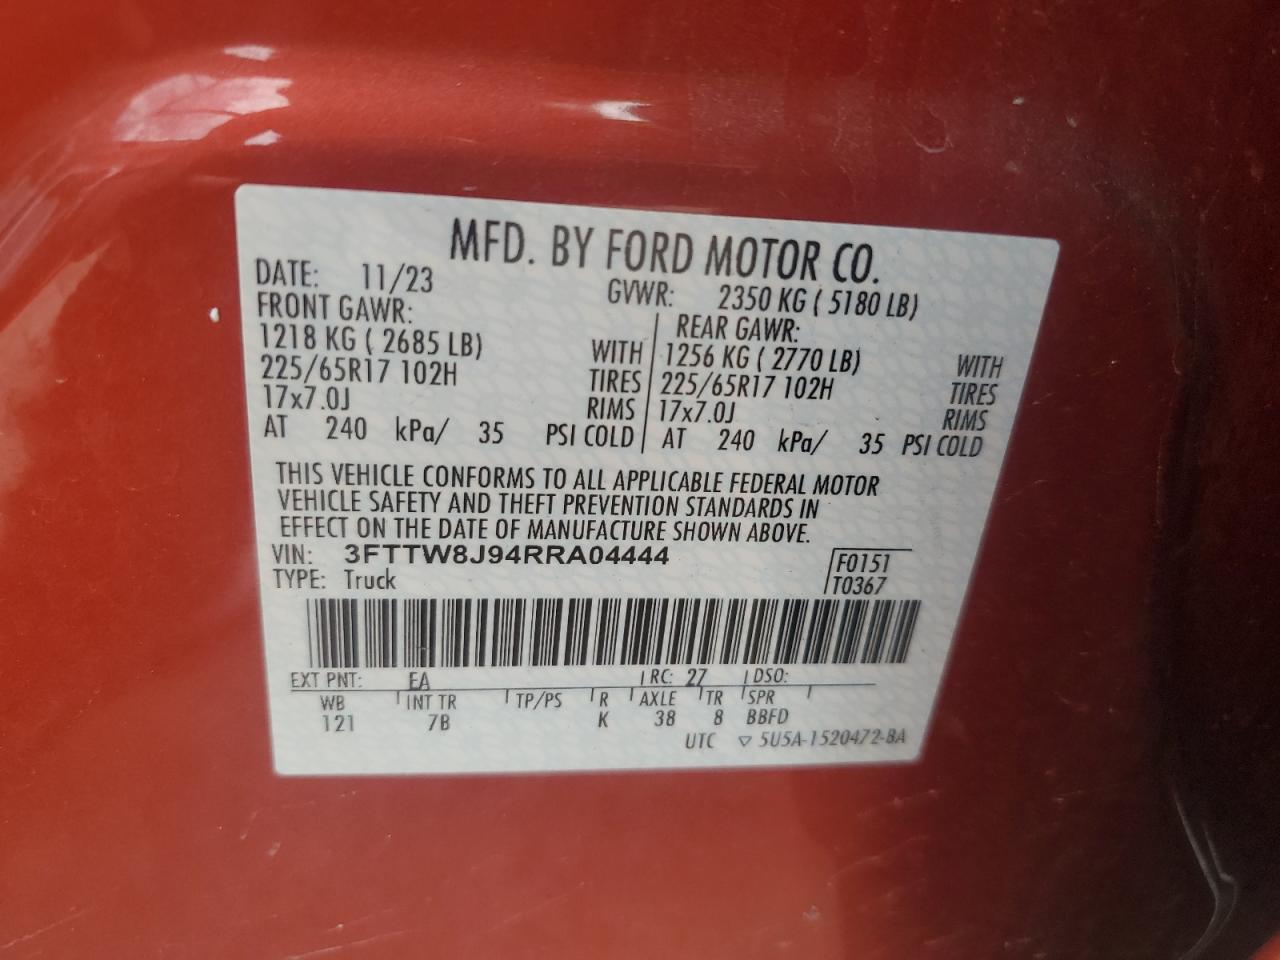 MFD. BY FORD MOTOR CO.
DATE: 11/23 GVWR: 2350 KG ( 5180 LB)
FRONT GAWR: REAR GAWR:
1218 KG ( 2685 LB) WITH 1256 KG ( 2770 LB) WITH
225/65R17 102H TIRES 225/65R17 102H TIRES
17x7.0J RIMS 17x7.0J RIMS
AT 240 kPa/ 35 PSI COLD AT 240 kPa/ 35 PSI COLD
THIS VEHICLE CONFORMS TO ALL APPLICABLE FEDERAL MOTOR
VEHICLE SAFETY AND THEFT PREVENTION STANDARDS IN
EFFECT ON THE DATE OF MANUFACTURE SHOWN ABOVE.
VIN: 3FTTW8J94RRA04444 F0151
TYPE: Truck T0367
EXT PNT: EA RC: 27 DSO:
WB INT TR TP/PS R AXLE TR SPR
121 7B K 38 8 BBFD
UTC ▽ 5U5A-1520472-BA